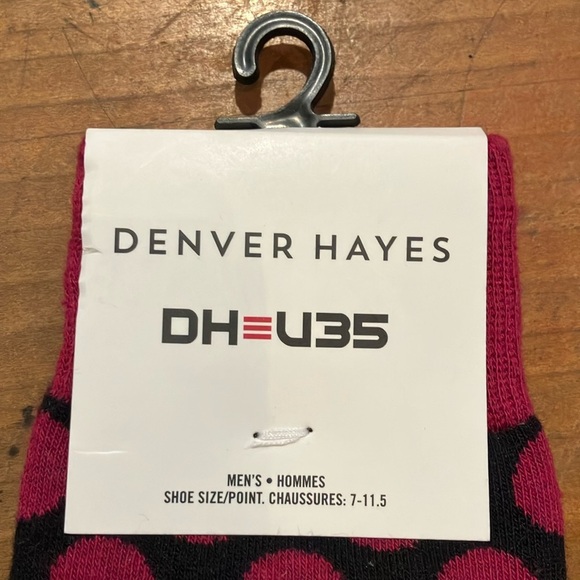 DENVER HAYES
DH≡U35
MEN'S • HOMMES
SHOE SIZE/POINT. CHAUSSURES: 7-11.5